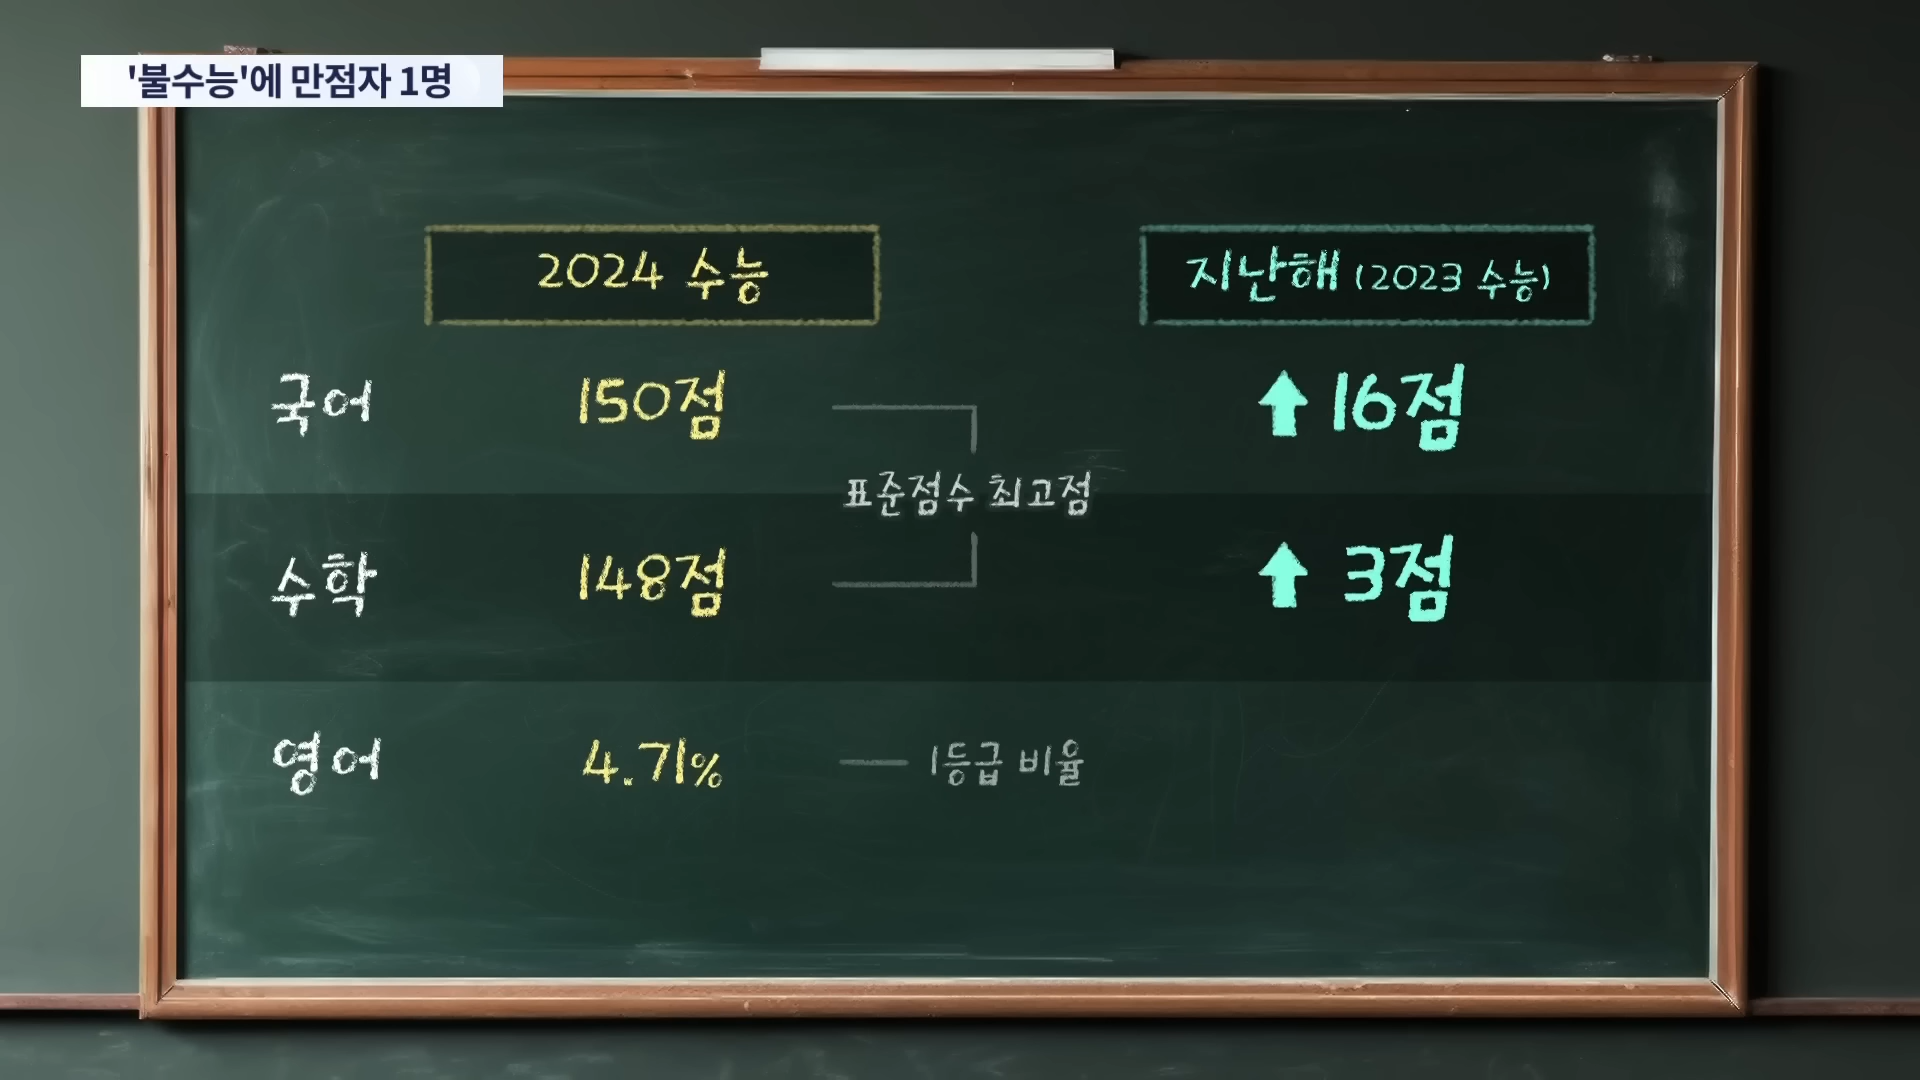 '불수능'에 만점자 1명
2024 수능
지난해 (2023 수능)
국어 150점 16점
표준점수 최고점
수학 148점 3점
영어 4.71% 1등급 비율